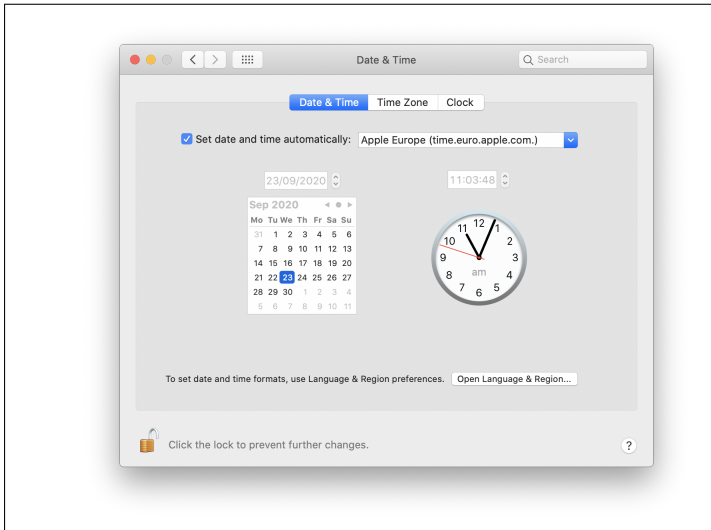 Date & Time
Search
Date & Time Time Zone Clock
Set date and time automatically: Apple Europe (time.euro.apple.com.)
23/09/2020 11:03:48
Sep 2020
Mo Tu We Th Fr Sa Su
31 1 2 3 4 5 6
7 8 9 10 11 12 13
14 15 16 17 18 19 20
21 22 23 24 25 26 27
28 29 30 1 2 3 4
5 6 7 8 9 10 11
12
11 1
10 2
9 3
am
8 4
7 5
6
To set date and time formats, use Language & Region preferences. Open Language & Region...
Click the lock to prevent further changes. ?